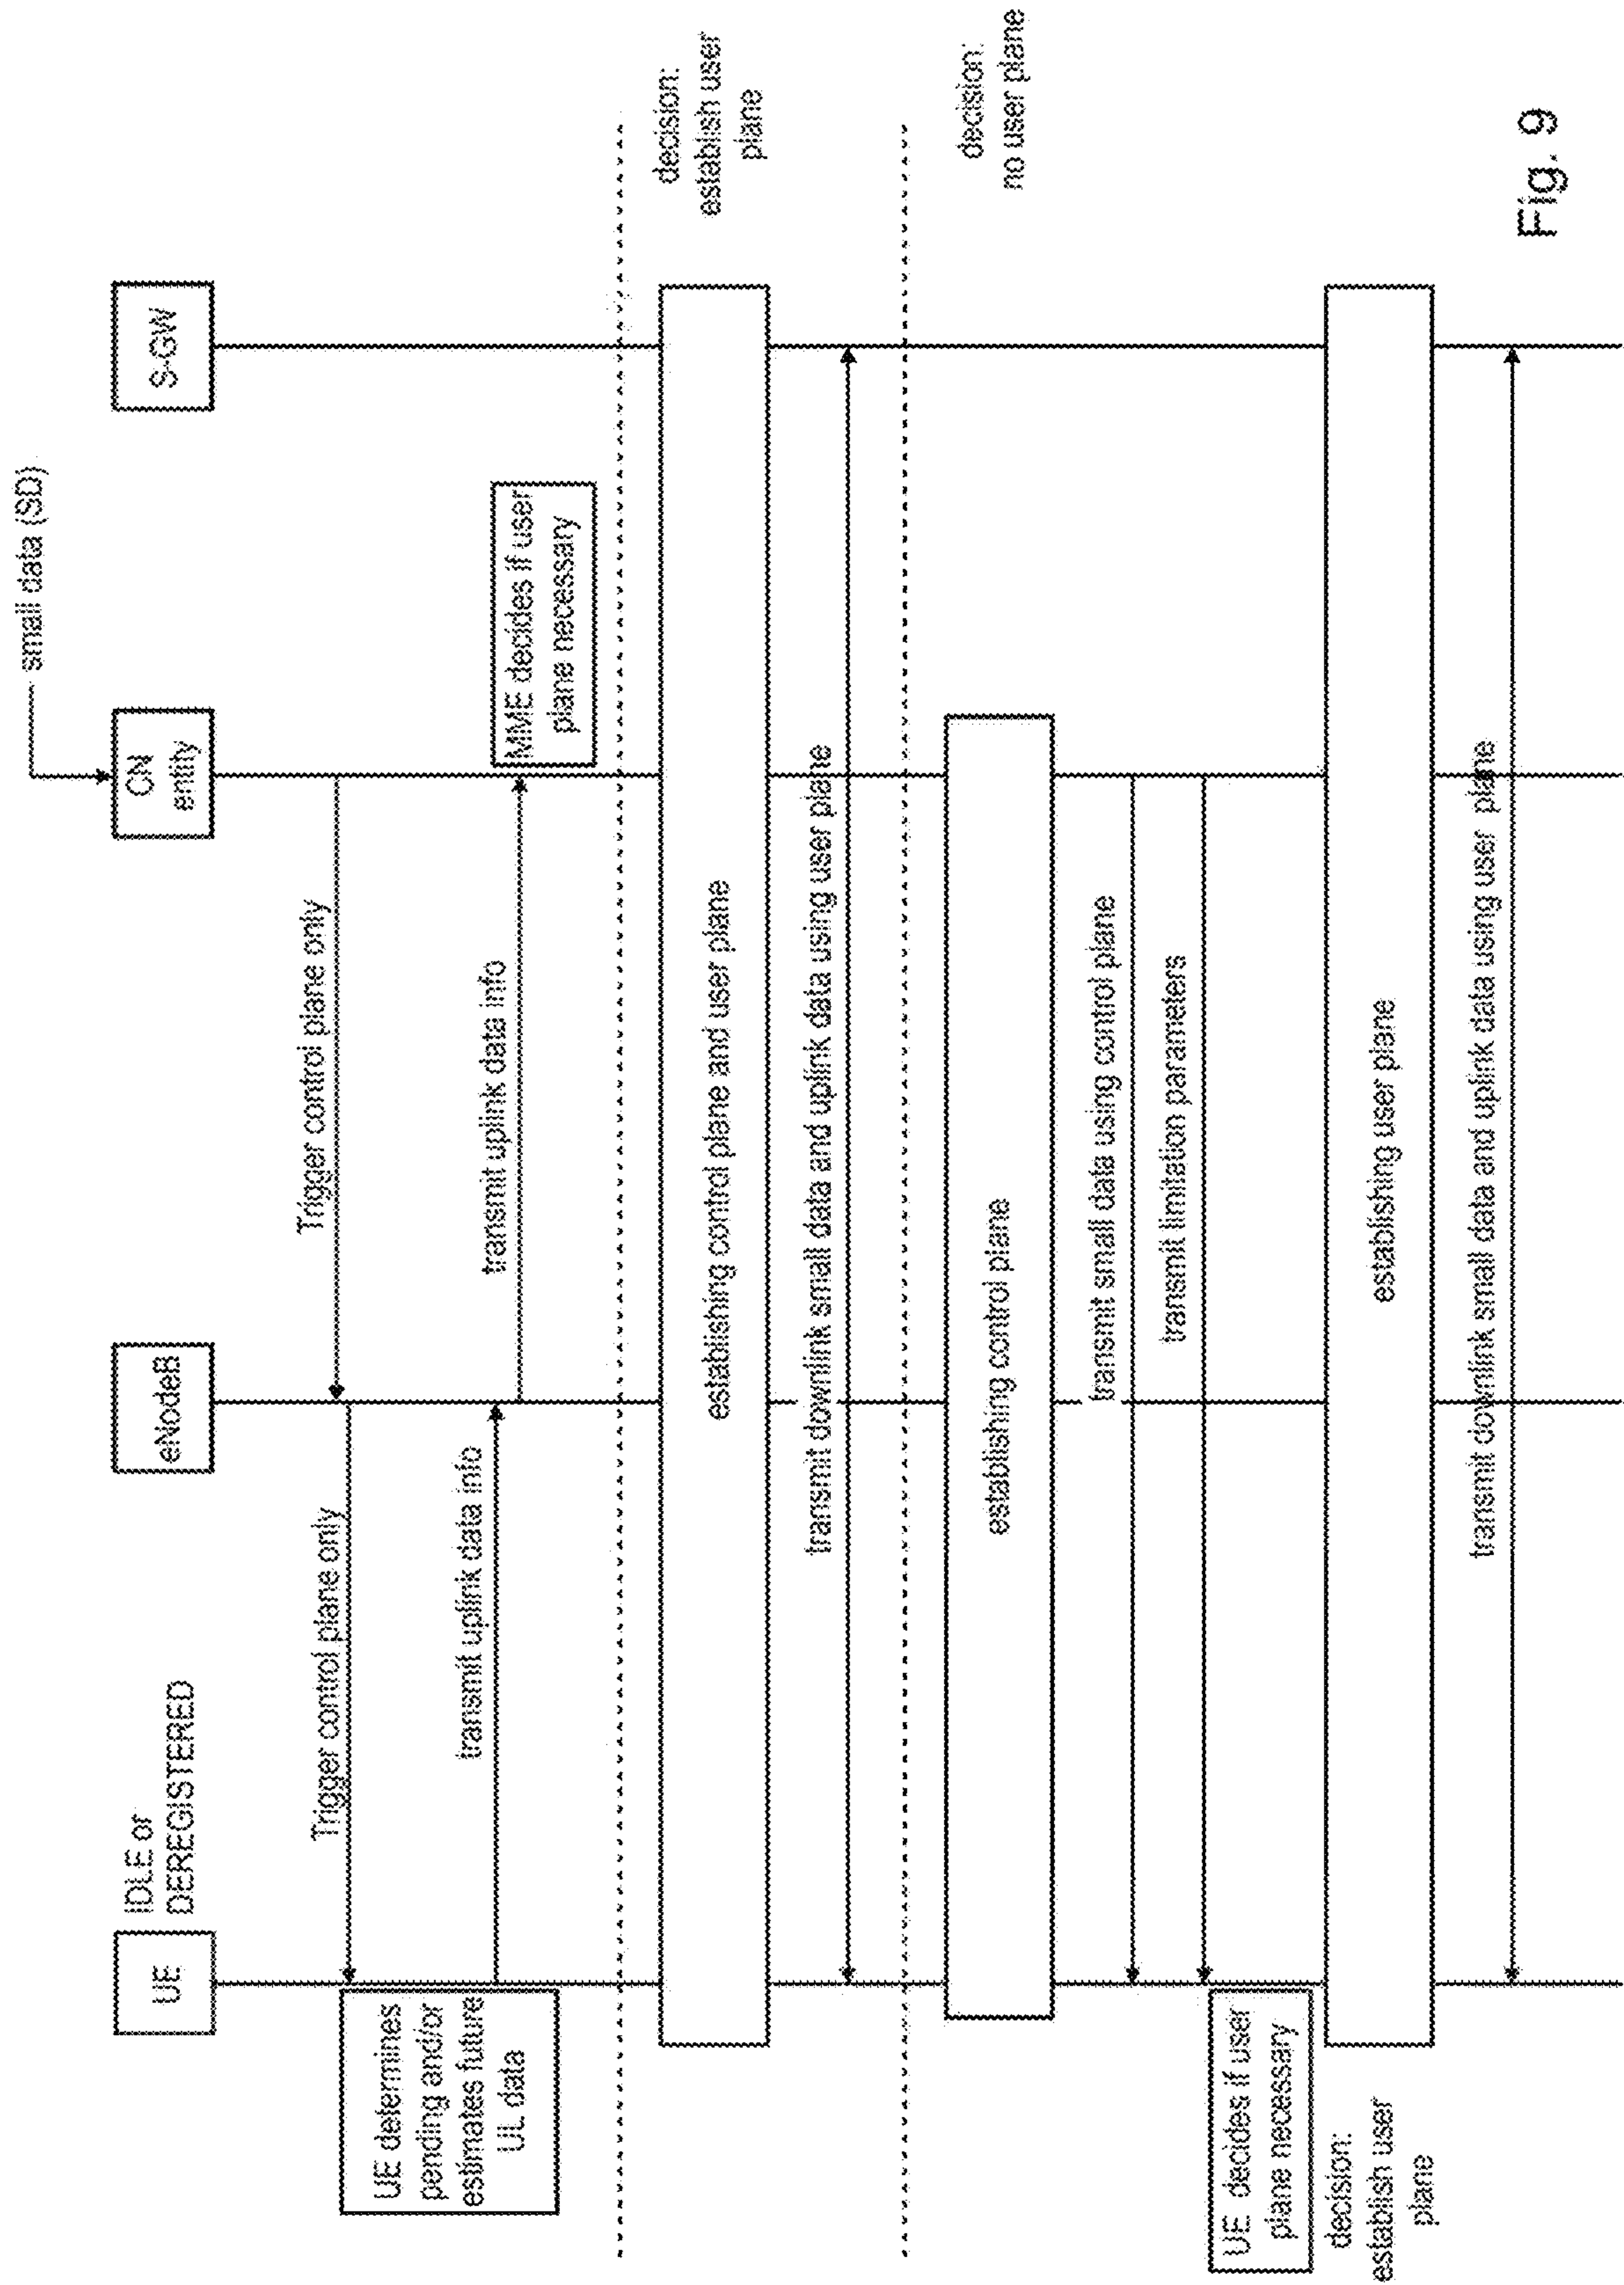 small data (SD)
UE
IDLE or
DEREGISTERED
eNodeB
CN
entity
S-GW
Trigger control plane only
Trigger control plane only
UE determines
pending and/or
estimates future
UL data
transmit uplink data info
transmit uplink data info
MME decides if user
plane necessary
decision:
establish user
plane
establishing control plane and user plane
transmit downlink small data and uplink data using user plane
decision:
no user plane
establishing control plane
transmit small data using control plane
transmit limitation parameters
UE decides if user
plane necessary
decision:
establish user
plane
establishing user plane
transmit downlink small data and uplink data using user plane
Fig. 9